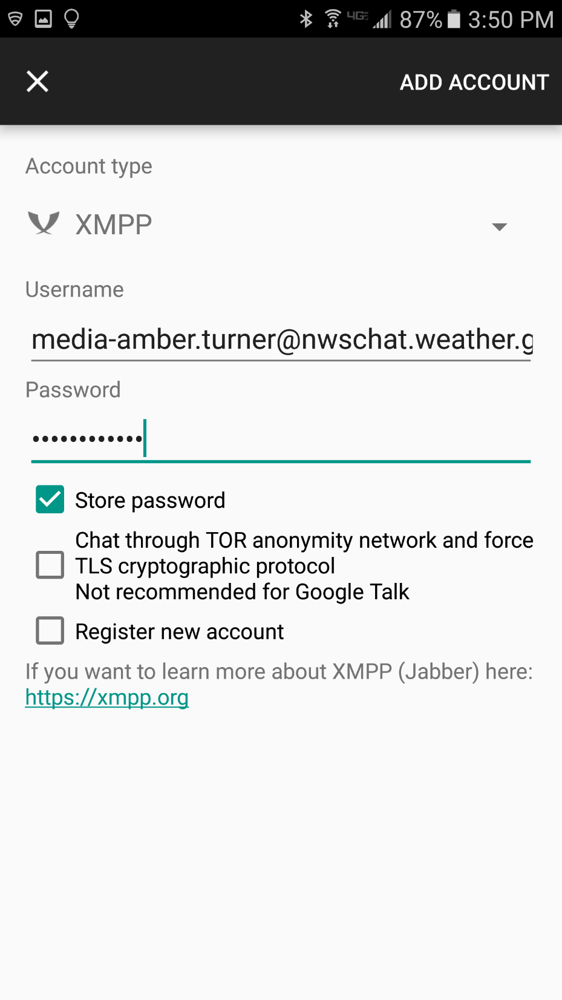 4G LTE 87% 3:50 PM
ADD ACCOUNT
Account type
XMPP
Username
media-amber.turner@nwschat.weather.g
Password
••••••••••••
Store password
Chat through TOR anonymity network and force
TLS cryptographic protocol
Not recommended for Google Talk
Register new account
If you want to learn more about XMPP (Jabber) here:
https://xmpp.org